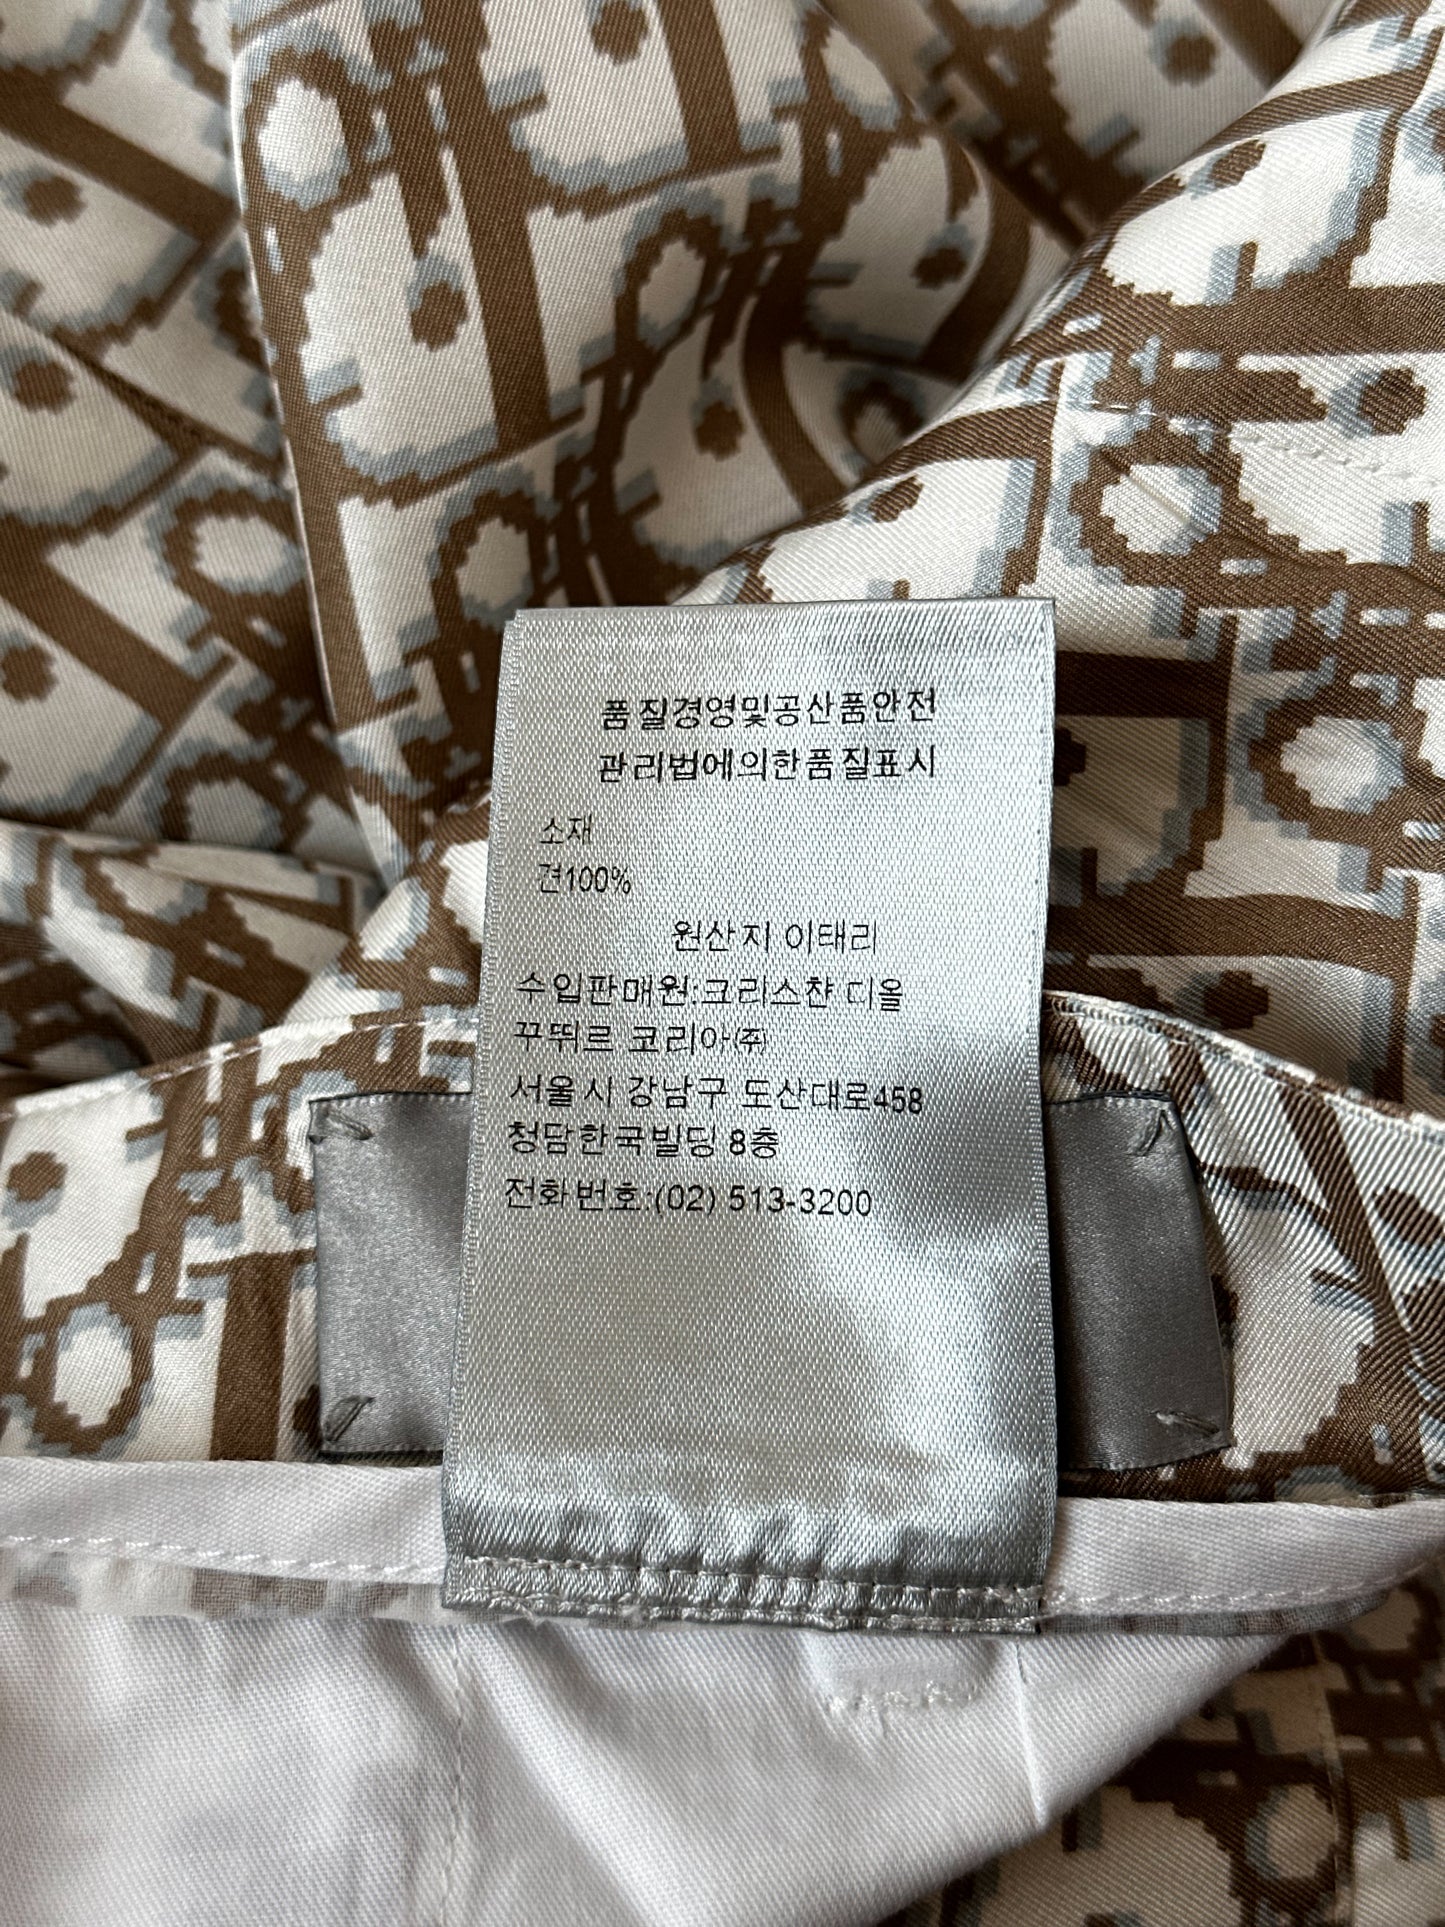 품질경영및공산품안전
관리법에의한품질표시
소재
견100%
원산지 이태리
수입판매원:크리스챤 디올
꾸뛰르 코리아(주)
서울시 강남구 도산대로458
청담한국빌딩 8층
전화번호:(02) 513-3200